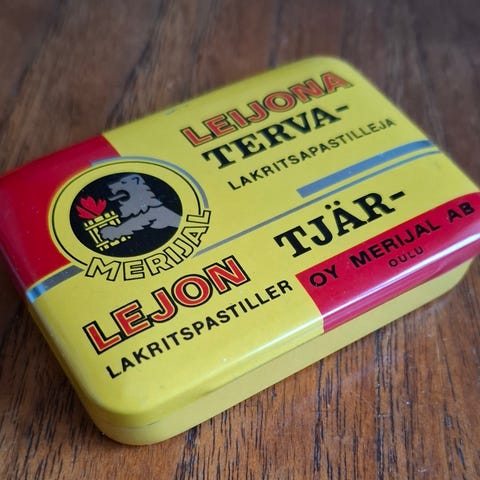 LEIJONA
TERVA-
LAKRITSAPASTILLEJA
MERIJAL
TJÄR-
LEJON
LAKRITSPASTILLER
OY MERIJAL AB
OULU